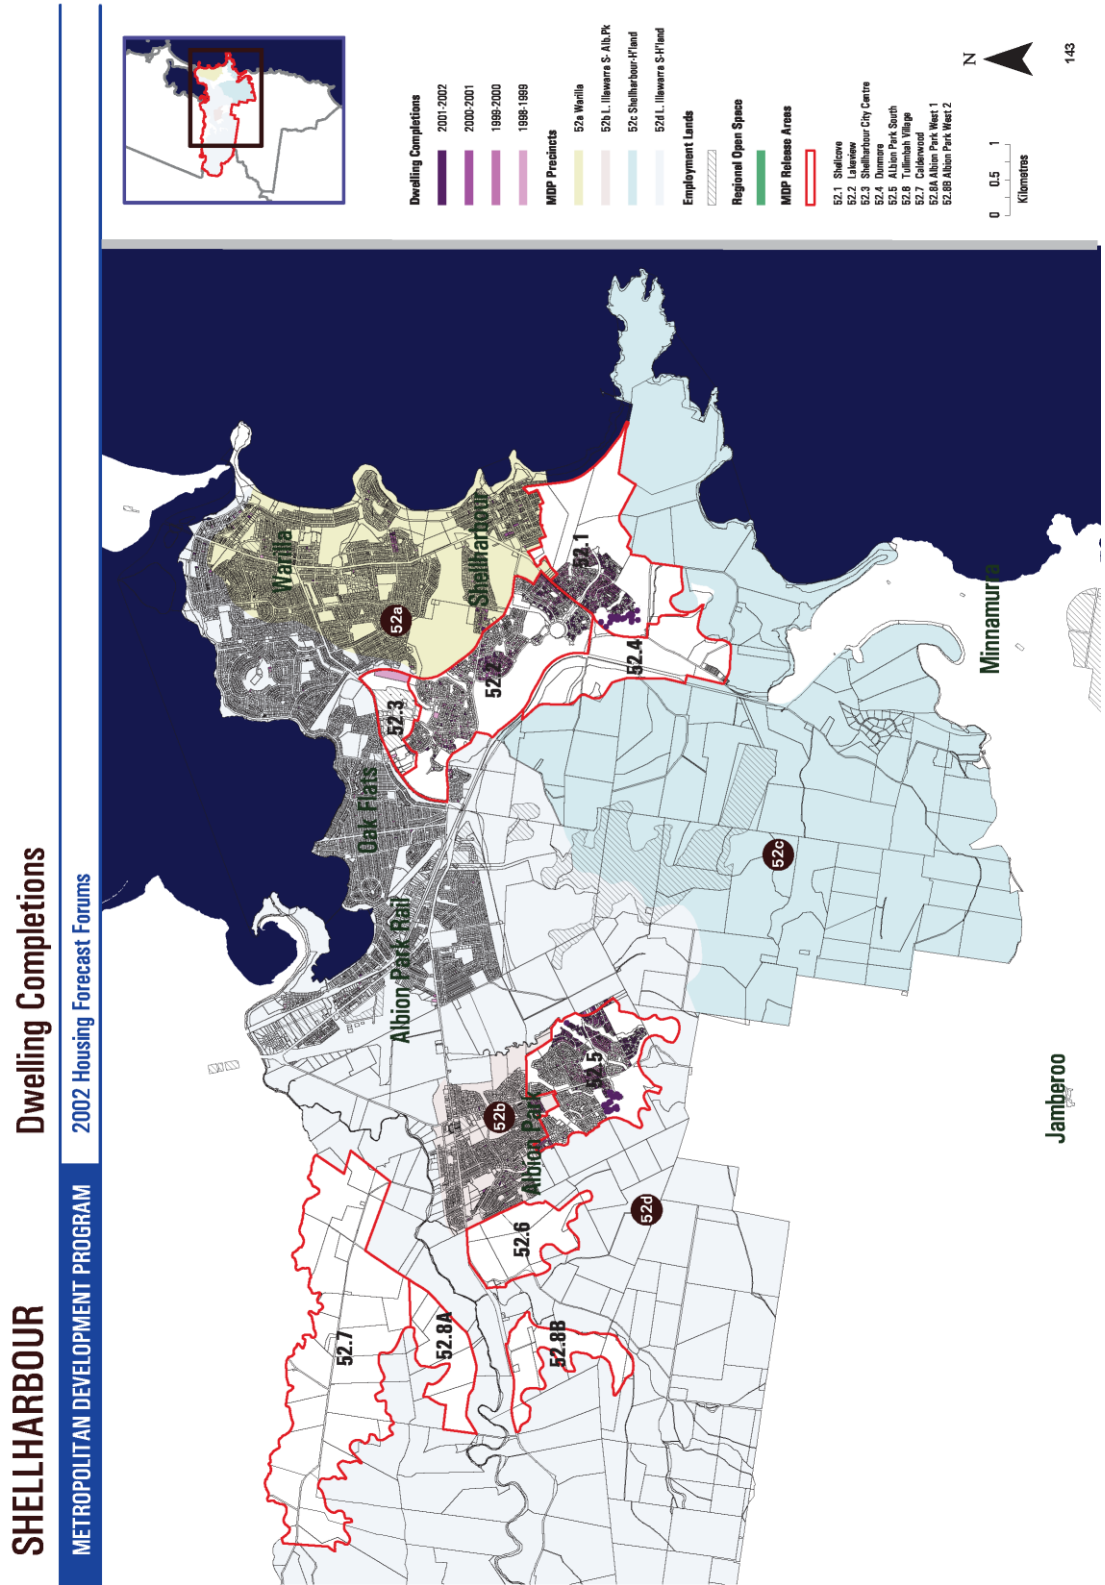 SHELLHARBOUR Dwelling Completions
METROPOLITAN DEVELOPMENT PROGRAM 2002 Housing Forecast Forums
Dwelling Completions
2001-2002
2000-2001
1999-2000
1998-1999
MDP Precincts
52a Warilla
52b L. Illawarra S- Alb.Pk
52c Shellharbour-H'land
52d L. Illawarra S-H'land
Employment Lands
Regional Open Space
MDP Release Areas
52.1 Shellcove
52.2 Lakeview
52.3 Shellharbour City Centre
52.4 Dunmore
52.5 Albion Park South
52.6 Tullimbah Village
52.7 Calderwood
52.8A Albion Park West 1
52.8B Albion Park West 2
0 0.5 1
Kilometres
N
143
Warilla
52a
Shellharbour
52.1
52.2
52.3
52.4
Oak Flats
Albion Park Rail
52b
Albion Park
52.5
52.6
52.7
52.8A
52.8B
52d
52c
Minnamurra
Jamberoo